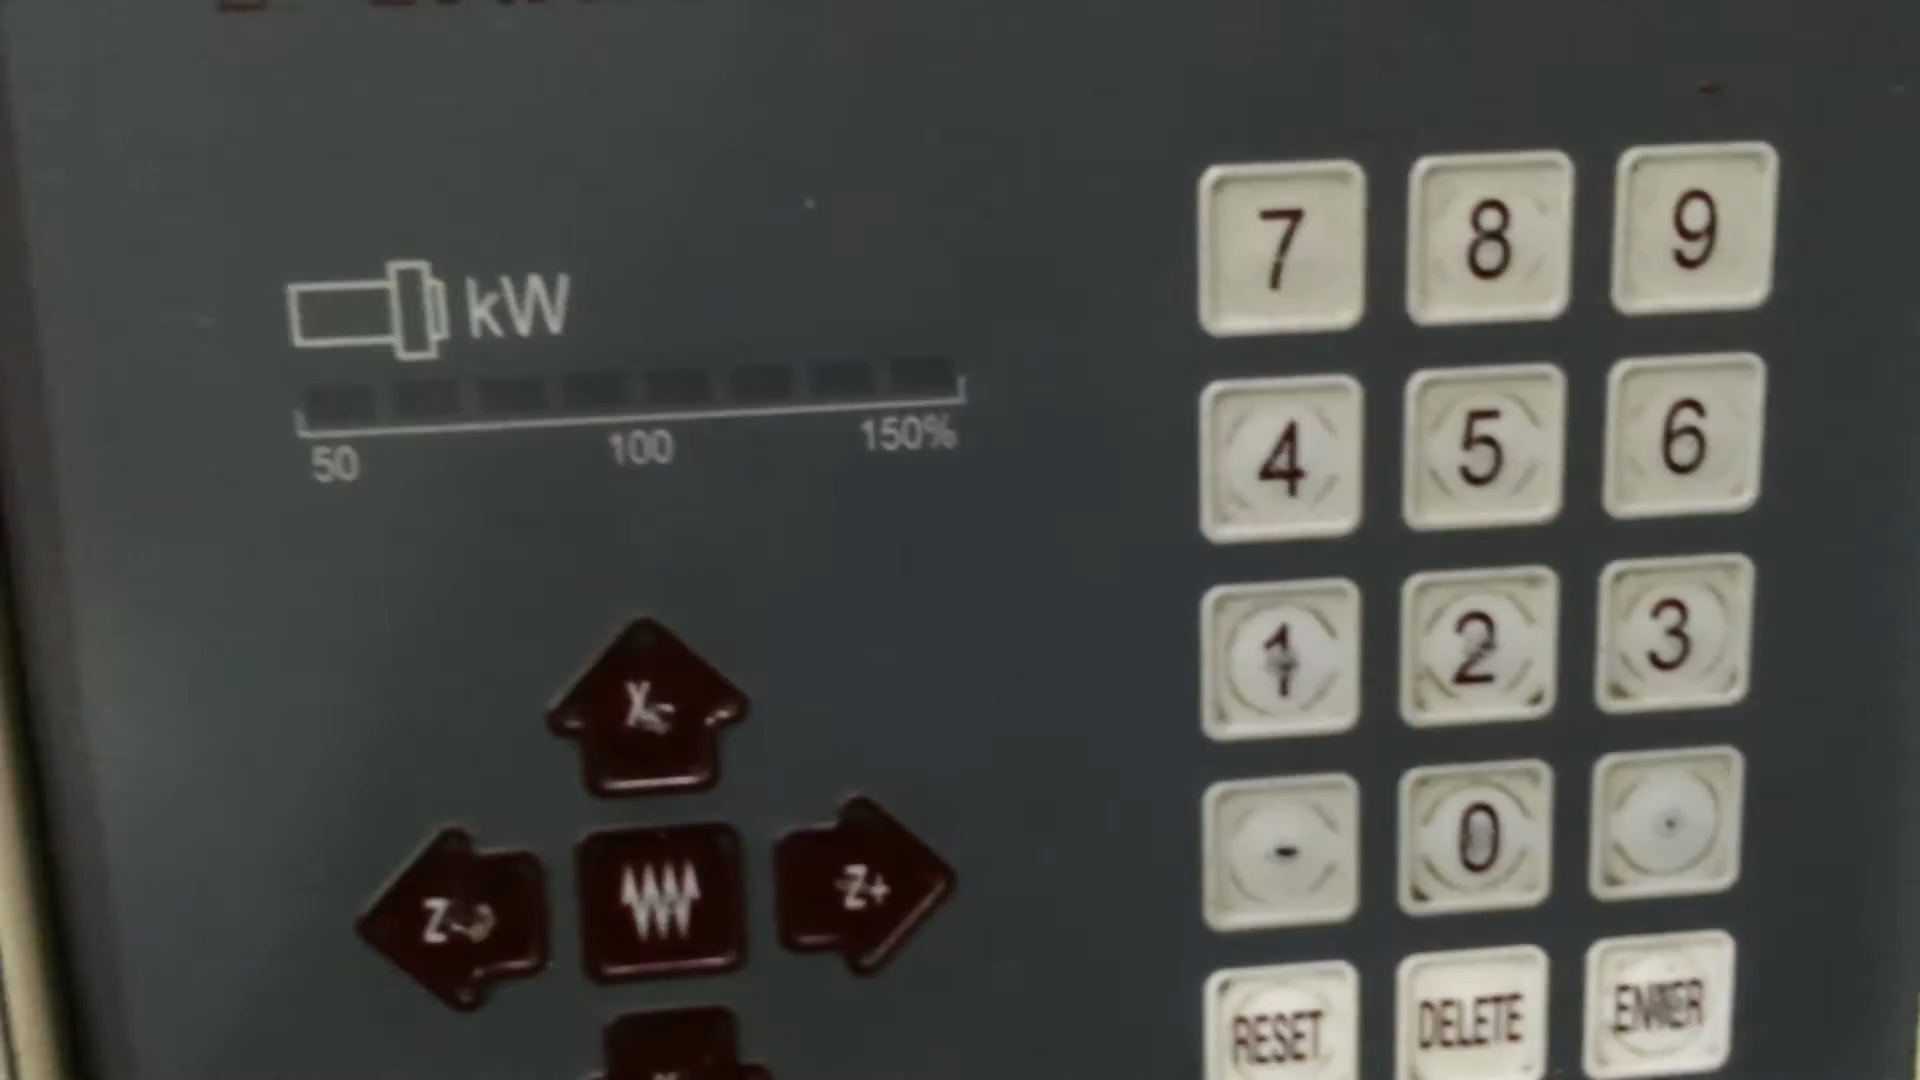 kW
50 100 150%
7 8 9
4 5 6
1 2 3
- 0 .
X-
Z- Z+
RESET DELETE ENTER